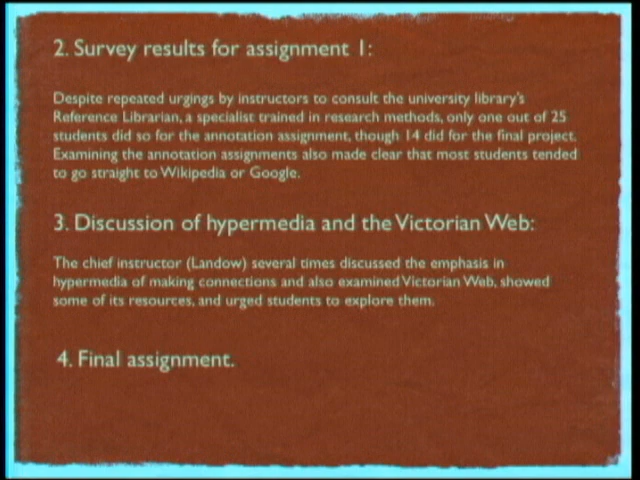 2. Survey results for assignment 1:
Despite repeated urgings by instructors to consult the university library's
Reference Librarian, a specialist trained in research methods, only one out of 25
students did so for the annotation assignment, though 14 did for the final project.
Examining the annotation assignments also made clear that most students tended
to go straight to Wikipedia or Google.
3. Discussion of hypermedia and the Victorian Web:
The chief instructor (Landow) several times discussed the emphasis in
hypermedia of making connections and also examined Victorian Web, showed
some of its resources, and urged students to explore them.
4. Final assignment.